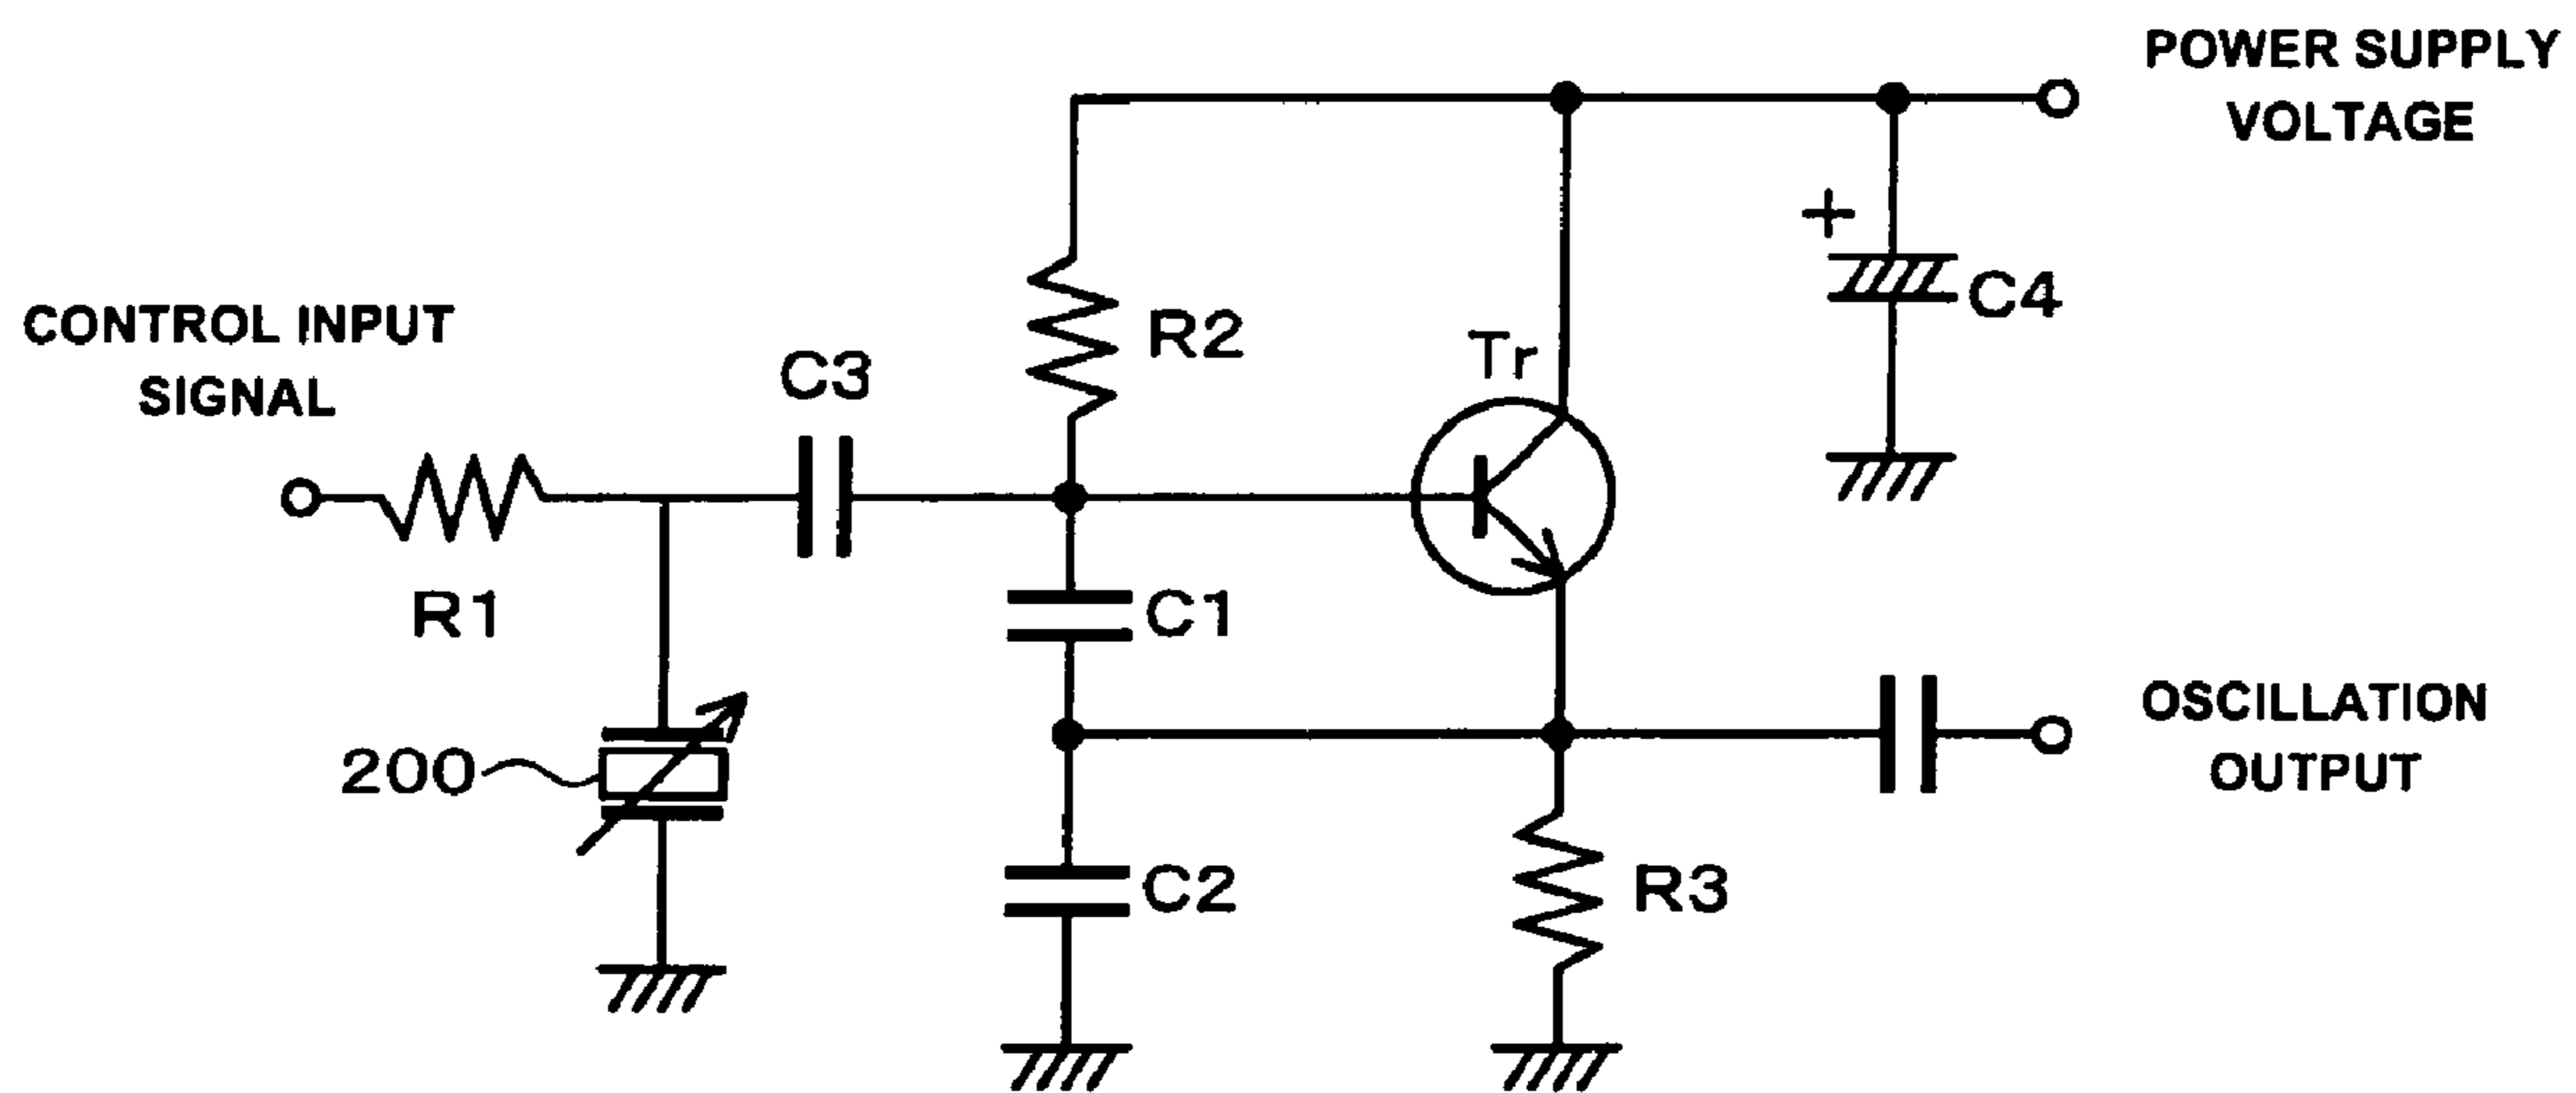 POWER SUPPLY
VOLTAGE
+
C4
R2
Tr
CONTROL INPUT
SIGNAL
C3
R1
C1
200
OSCILLATION
OUTPUT
C2
R3